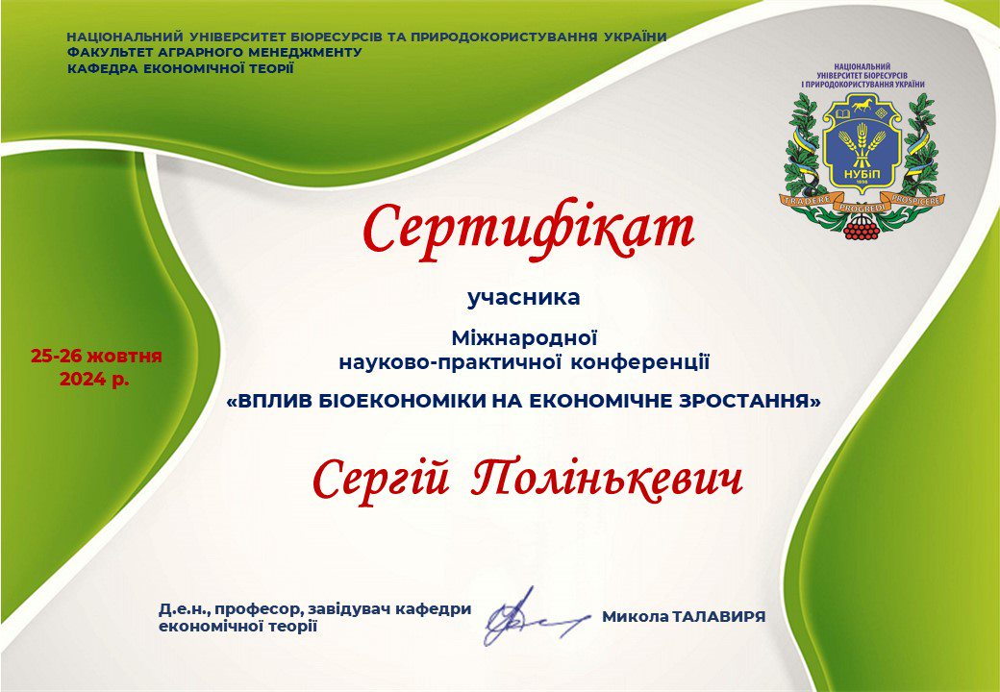 НАЦІОНАЛЬНИЙ УНІВЕРСИТЕТ БІОРЕСУРСІВ ТА ПРИРОДОКОРИСТУВАННЯ УКРАЇНИ
ФАКУЛЬТЕТ АГРАРНОГО МЕНЕДЖМЕНТУ
КАФЕДРА ЕКОНОМІЧНОЇ ТЕОРІЇ
НАЦІОНАЛЬНИЙ
УНІВЕРСИТЕТ БІОРЕСУРСІВ
І ПРИРОДОКОРИСТУВАННЯ УКРАЇНИ
НУБІП
1898
TRADERE PROGREDI PROSPICERE
Сертифікат
учасника
Міжнародної
науково-практичної конференції
«ВПЛИВ БІОЕКОНОМІКИ НА ЕКОНОМІЧНЕ ЗРОСТАННЯ»
25-26 жовтня
2024 р.
Сергій Полінькевич
Д.е.н., професор, завідувач кафедри
економічної теорії
Микола ТАЛАВИРЯ